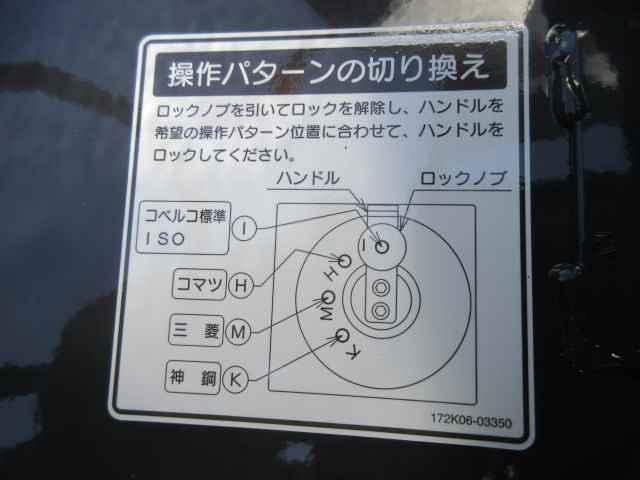 操作パターンの切り換え
ロックノブを引いてロックを解除し、ハンドルを
希望の操作パターン位置に合わせて、ハンドルを
ロックしてください。
ハンドル ロックノブ
コベルコ標準
ISO Ⓘ
I
コマツ Ⓗ
H
三菱 Ⓜ
M
神鋼 Ⓚ
K
172K06-03350